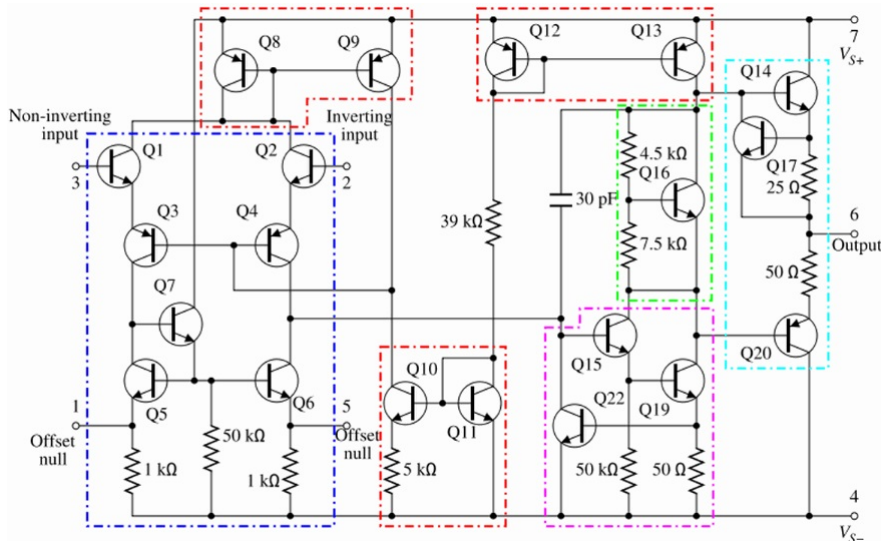 Q12
Q13
7
VS+
Q8
Q9
Q14
Non-inverting
input
Inverting
input
Q1
Q2
4.5 kΩ
Q16
Q17
25 Ω
3
2
30 pF
6
Output
Q3
Q4
39 kΩ
7.5 kΩ
50 Ω
Q7
Q15
Q20
Q10
Q5
Q6
Q22
Q19
1
5
Q11
Offset
null
Offset
null
50 kΩ
1 kΩ
1 kΩ
5 kΩ
50 kΩ
50 Ω
4
VS−